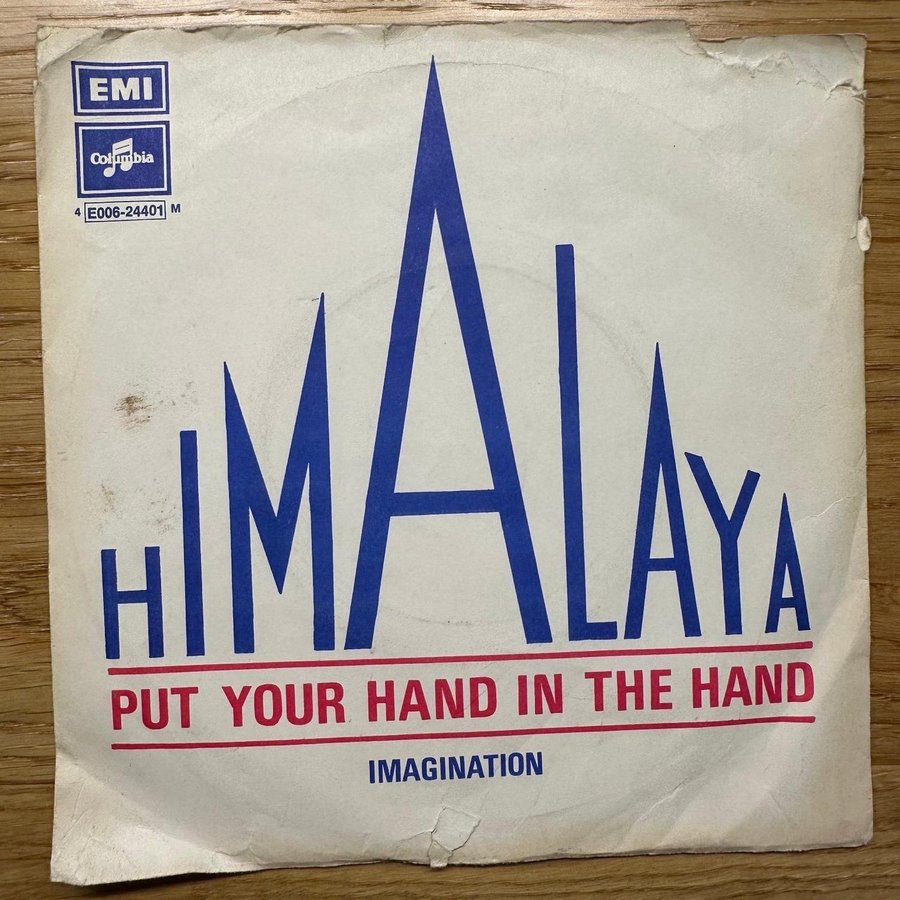 EMI
Columbia
4 E006-24401 M
HIMALAYA
PUT YOUR HAND IN THE HAND
IMAGINATION